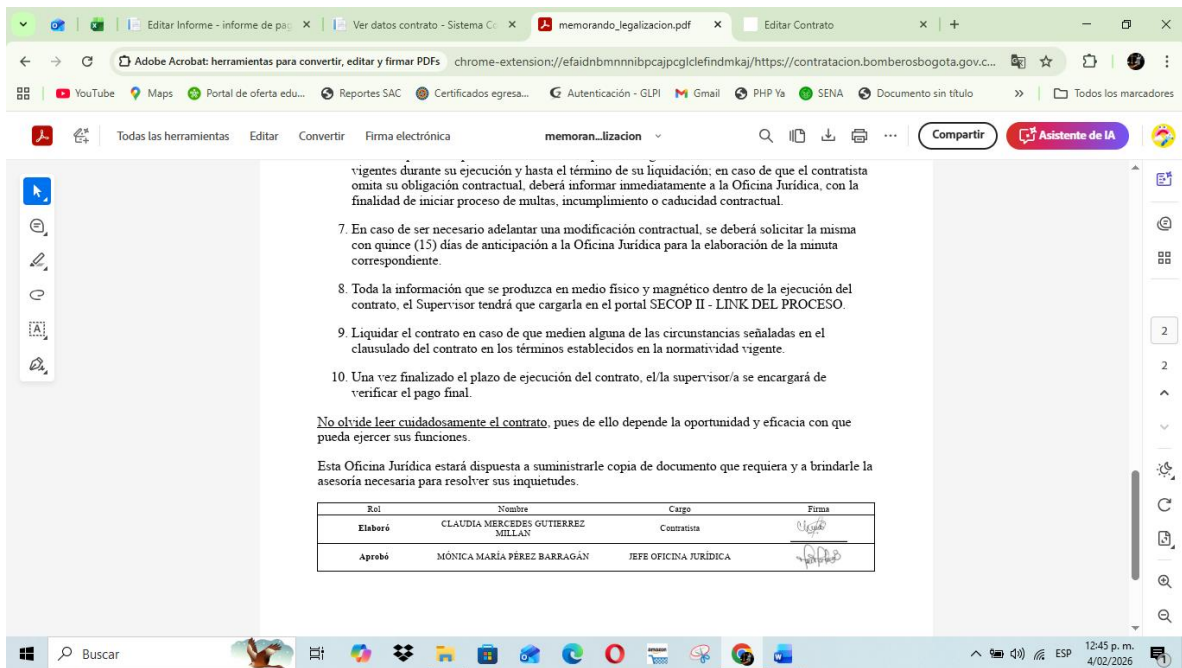 Editar Informe - informe de pag
Ver datos contrato - Sistema Co
memorando_legalizacion.pdf
Editar Contrato
Adobe Acrobat: herramientas para convertir, editar y firmar PDFs
chrome-extension://efaidnbmnnnibpcajpcglclefindmkaj/https://contratacion.bomberosbogota.gov.c...
YouTube
Maps
Portal de oferta edu...
Reportes SAC
Certificados egresa...
Autenticación - GLPI
Gmail
PHP Ya
SENA
Documento sin título
»
Todos los marcadores
Todas las herramientas
Editar
Convertir
Firma electrónica
memoran...lizacion
Compartir
Asistente de IA
vigentes durante su ejecución y hasta el término de su liquidación; en caso de que el contratista
omita su obligación contractual, deberá informar inmediatamente a la Oficina Jurídica, con la
finalidad de iniciar proceso de multas, incumplimiento o caducidad contractual.
7. En caso de ser necesario adelantar una modificación contractual, se deberá solicitar la misma
con quince (15) días de anticipación a la Oficina Jurídica para la elaboración de la minuta
correspondiente.
8. Toda la información que se produzca en medio físico y magnético dentro de la ejecución del
contrato, el Supervisor tendrá que cargarla en el portal SECOP II - LINK DEL PROCESO.
9. Liquidar el contrato en caso de que medien alguna de las circunstancias señaladas en el
clausulado del contrato en los términos establecidos en la normatividad vigente.
10. Una vez finalizado el plazo de ejecución del contrato, el/la supervisor/a se encargará de
verificar el pago final.
No olvide leer cuidadosamente el contrato, pues de ello depende la oportunidad y eficacia con que
pueda ejercer sus funciones.
Esta Oficina Jurídica estará dispuesta a suministrarle copia de documento que requiera y a brindarle la
asesoría necesaria para resolver sus inquietudes.
Rol Nombre Cargo Firma
Elaboró CLAUDIA MERCEDES GUTIERREZ MILLAN Contratista
Aprobó MÓNICA MARÍA PÉREZ BARRAGÁN JEFE OFICINA JURÍDICA
2
2
Buscar
ESP
12:45 p. m.
4/02/2026